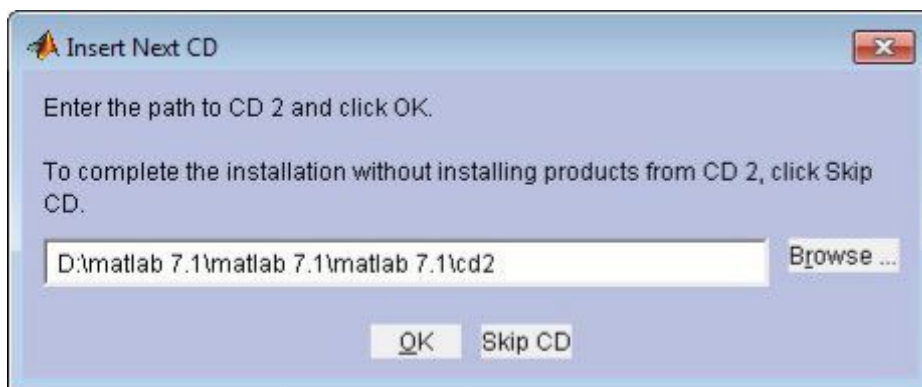 Insert Next CD
Enter the path to CD 2 and click OK.
To complete the installation without installing products from CD 2, click Skip
CD.
D:\matlab 7.1\matlab 7.1\matlab 7.1\cd2
Browse ...
OK
Skip CD